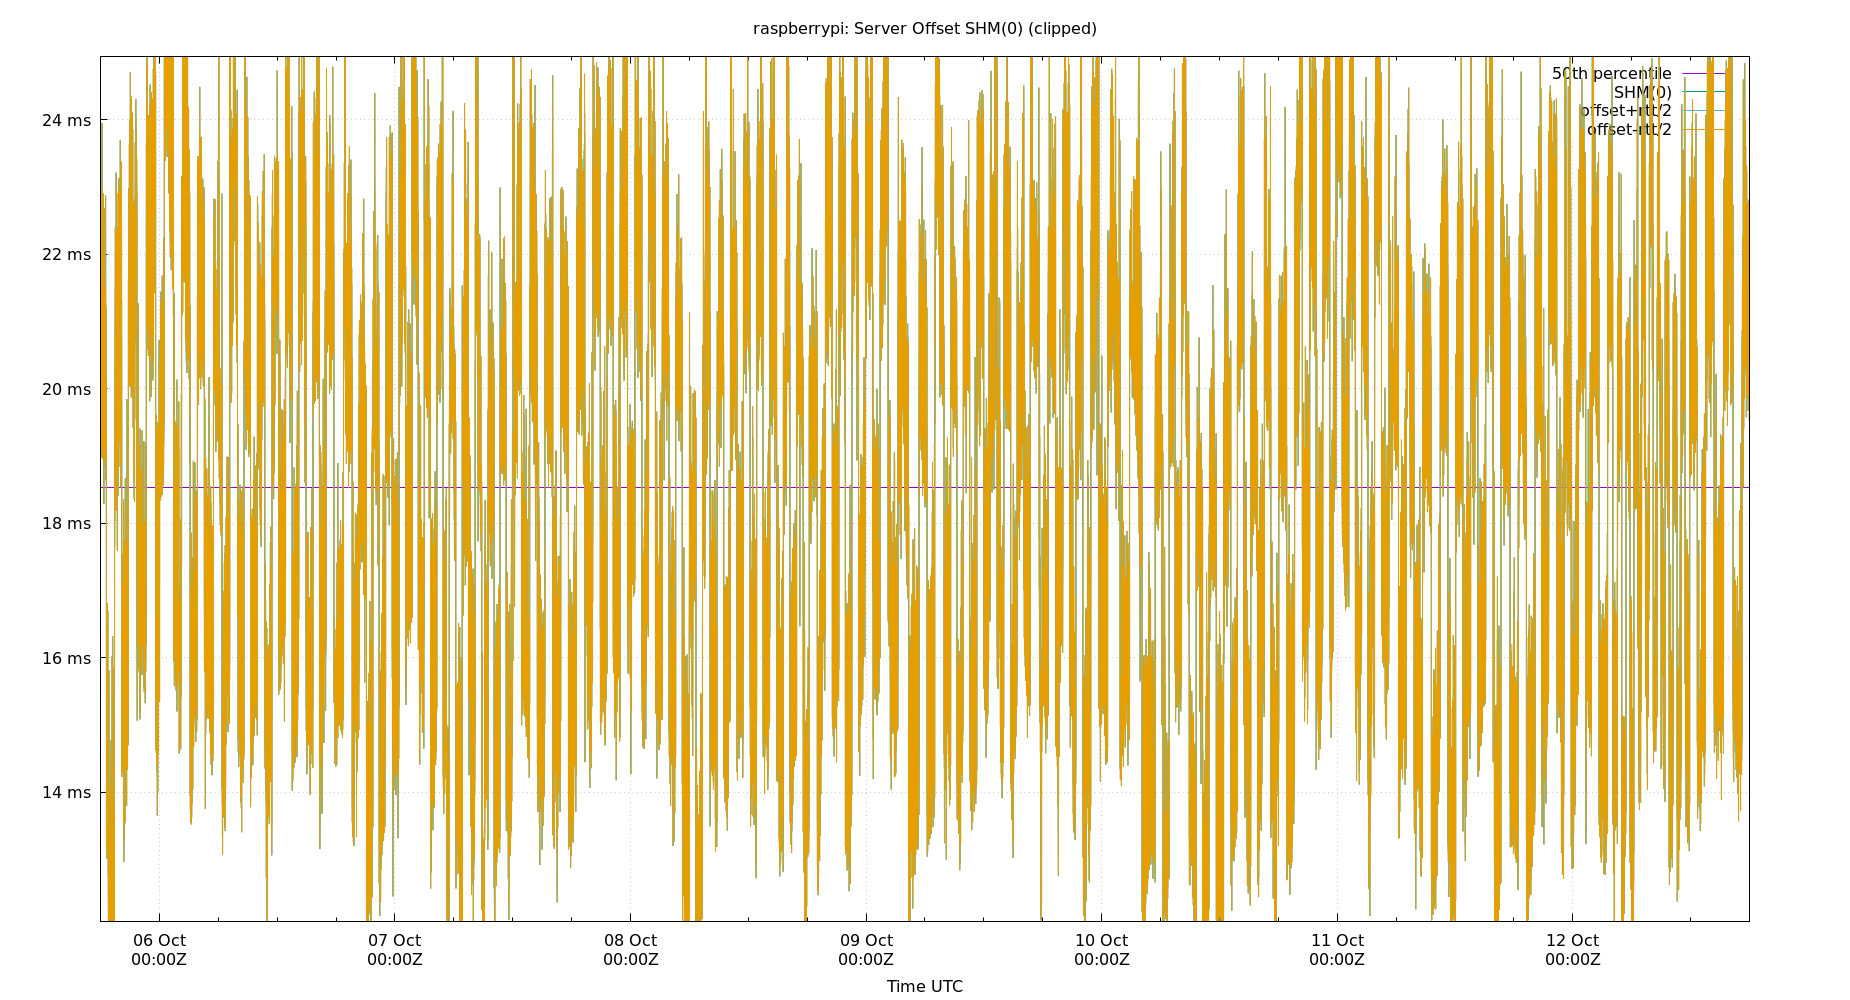 raspberrypi: Server Offset SHM(0) (clipped)
50th percentile
SHM(0)
offset+rtt/2
offset-rtt/2
24 ms
22 ms
20 ms
18 ms
16 ms
14 ms
06 Oct 07 Oct 08 Oct 09 Oct 10 Oct 11 Oct 12 Oct
00:00Z 00:00Z 00:00Z 00:00Z 00:00Z 00:00Z 00:00Z
Time UTC